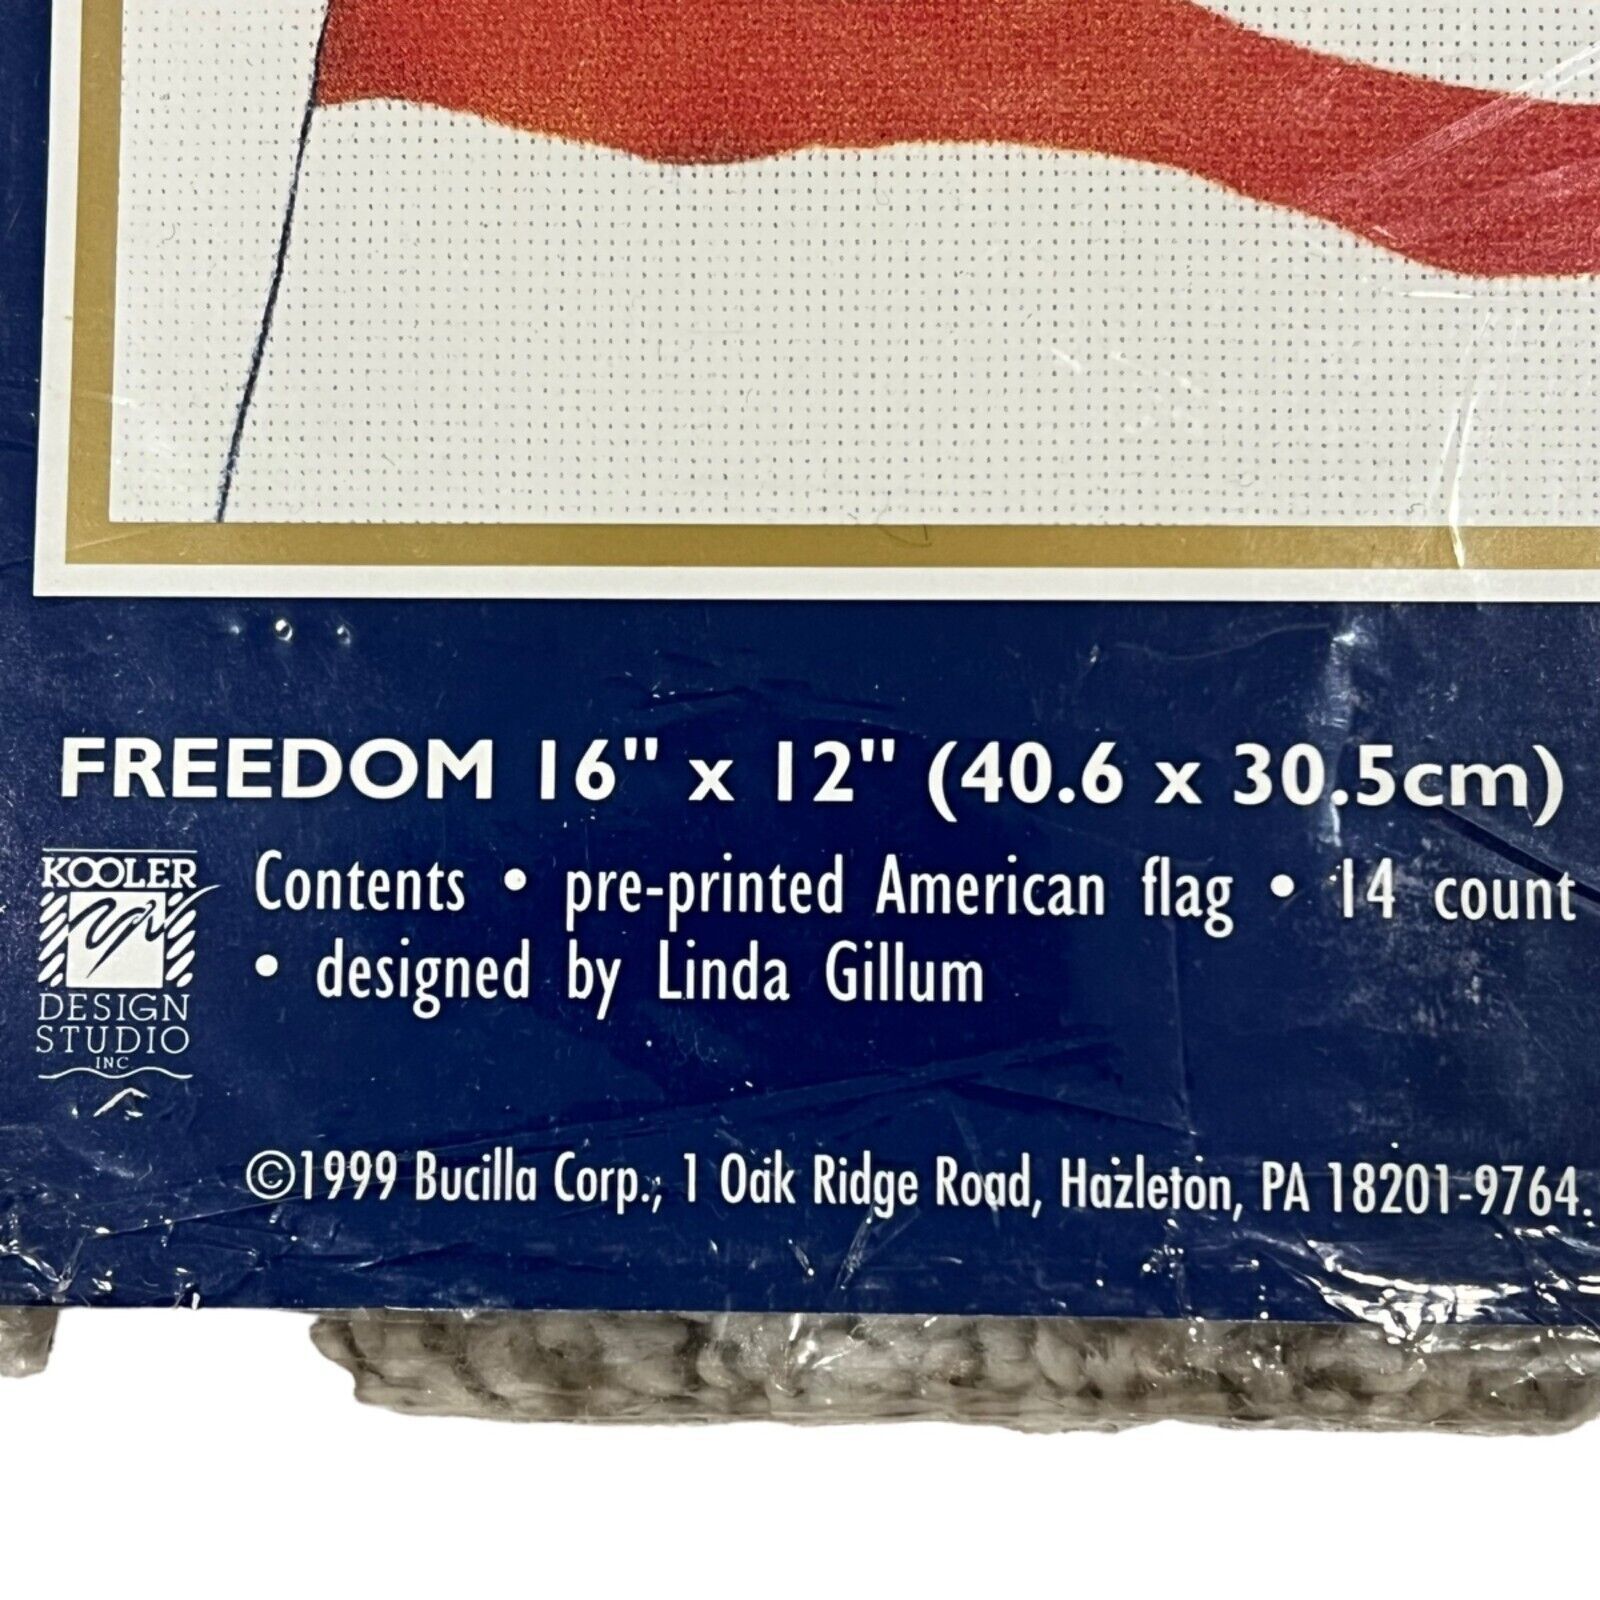 FREEDOM 16" x 12" (40.6 x 30.5cm)
KOOLER
DESIGN
STUDIO
INC
Contents • pre-printed American flag • 14 count
• designed by Linda Gillum
©1999 Bucilla Corp., 1 Oak Ridge Road, Hazleton, PA 18201-9764.